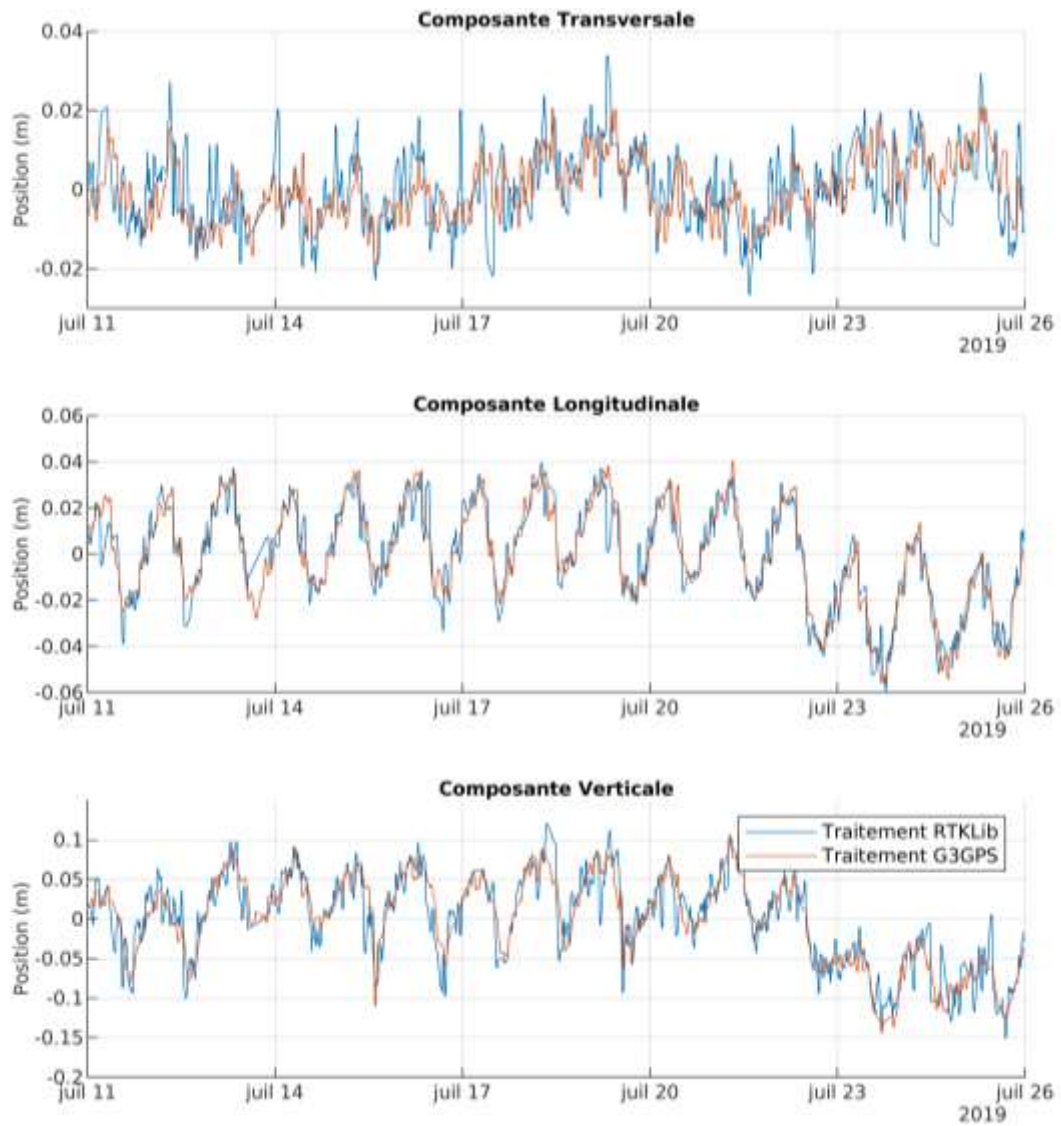 Composante Transversale
0.04
0.02
0
-0.02
Position (m)
juil 11 juil 14 juil 17 juil 20 juil 23 juil 26
2019
Composante Longitudinale
0.06
0.04
0.02
0
-0.02
-0.04
-0.06
Position (m)
juil 11 juil 14 juil 17 juil 20 juil 23 juil 26
2019
Composante Verticale
0.1
0.05
0
-0.05
-0.1
-0.15
-0.2
Position (m)
Traitement RTKLib
Traitement G3GPS
juil 11 juil 14 juil 17 juil 20 juil 23 juil 26
2019